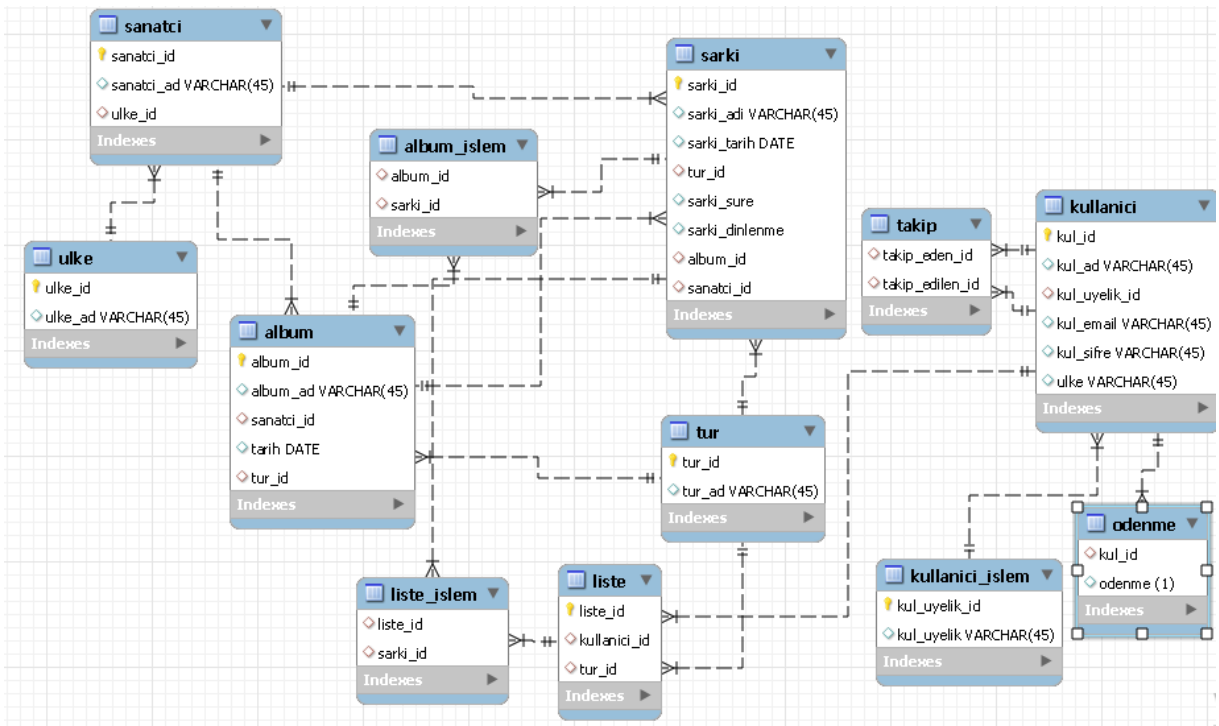 sanatci
sanatci_id
sanatci_ad VARCHAR(45)
ulke_id
Indexes
ulke
ulke_id
ulke_ad VARCHAR(45)
Indexes
album_islem
album_id
sarki_id
Indexes
album
album_id
album_ad VARCHAR(45)
sanatci_id
tarih DATE
tur_id
Indexes
sarki
sarki_id
sarki_adi VARCHAR(45)
sarki_tarih DATE
tur_id
sarki_sure
sarki_dinlenme
album_id
sanatci_id
Indexes
takip
takip_eden_id
takip_edilen_id
Indexes
kullanici
kul_id
kul_ad VARCHAR(45)
kul_uyelik_id
kul_email VARCHAR(45)
kul_sifre VARCHAR(45)
ulke VARCHAR(45)
Indexes
tur
tur_id
tur_ad VARCHAR(45)
Indexes
liste_islem
liste_id
sarki_id
Indexes
liste
liste_id
kullanici_id
tur_id
Indexes
kullanici_islem
kul_uyelik_id
kul_uyelik VARCHAR(45)
Indexes
odenme
kul_id
odenme (1)
Indexes